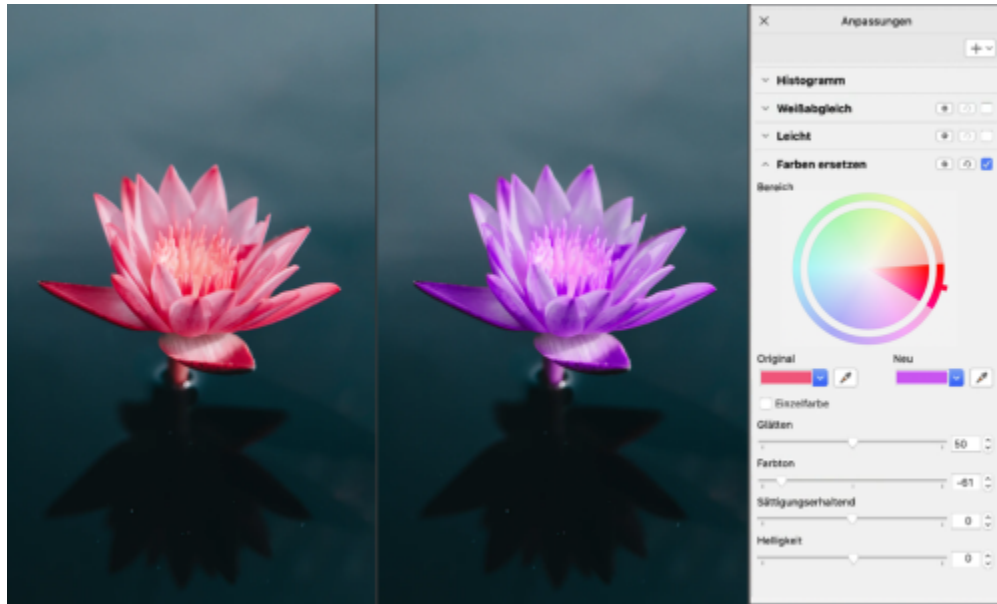 Anpassungen
Histogramm
Weißabgleich
Leicht
Farben ersetzen
Bereich
Original Neu
Einzelfarbe
Glätten
50
Farbton
-61
Sättigungserhaltend
0
Helligkeit
0